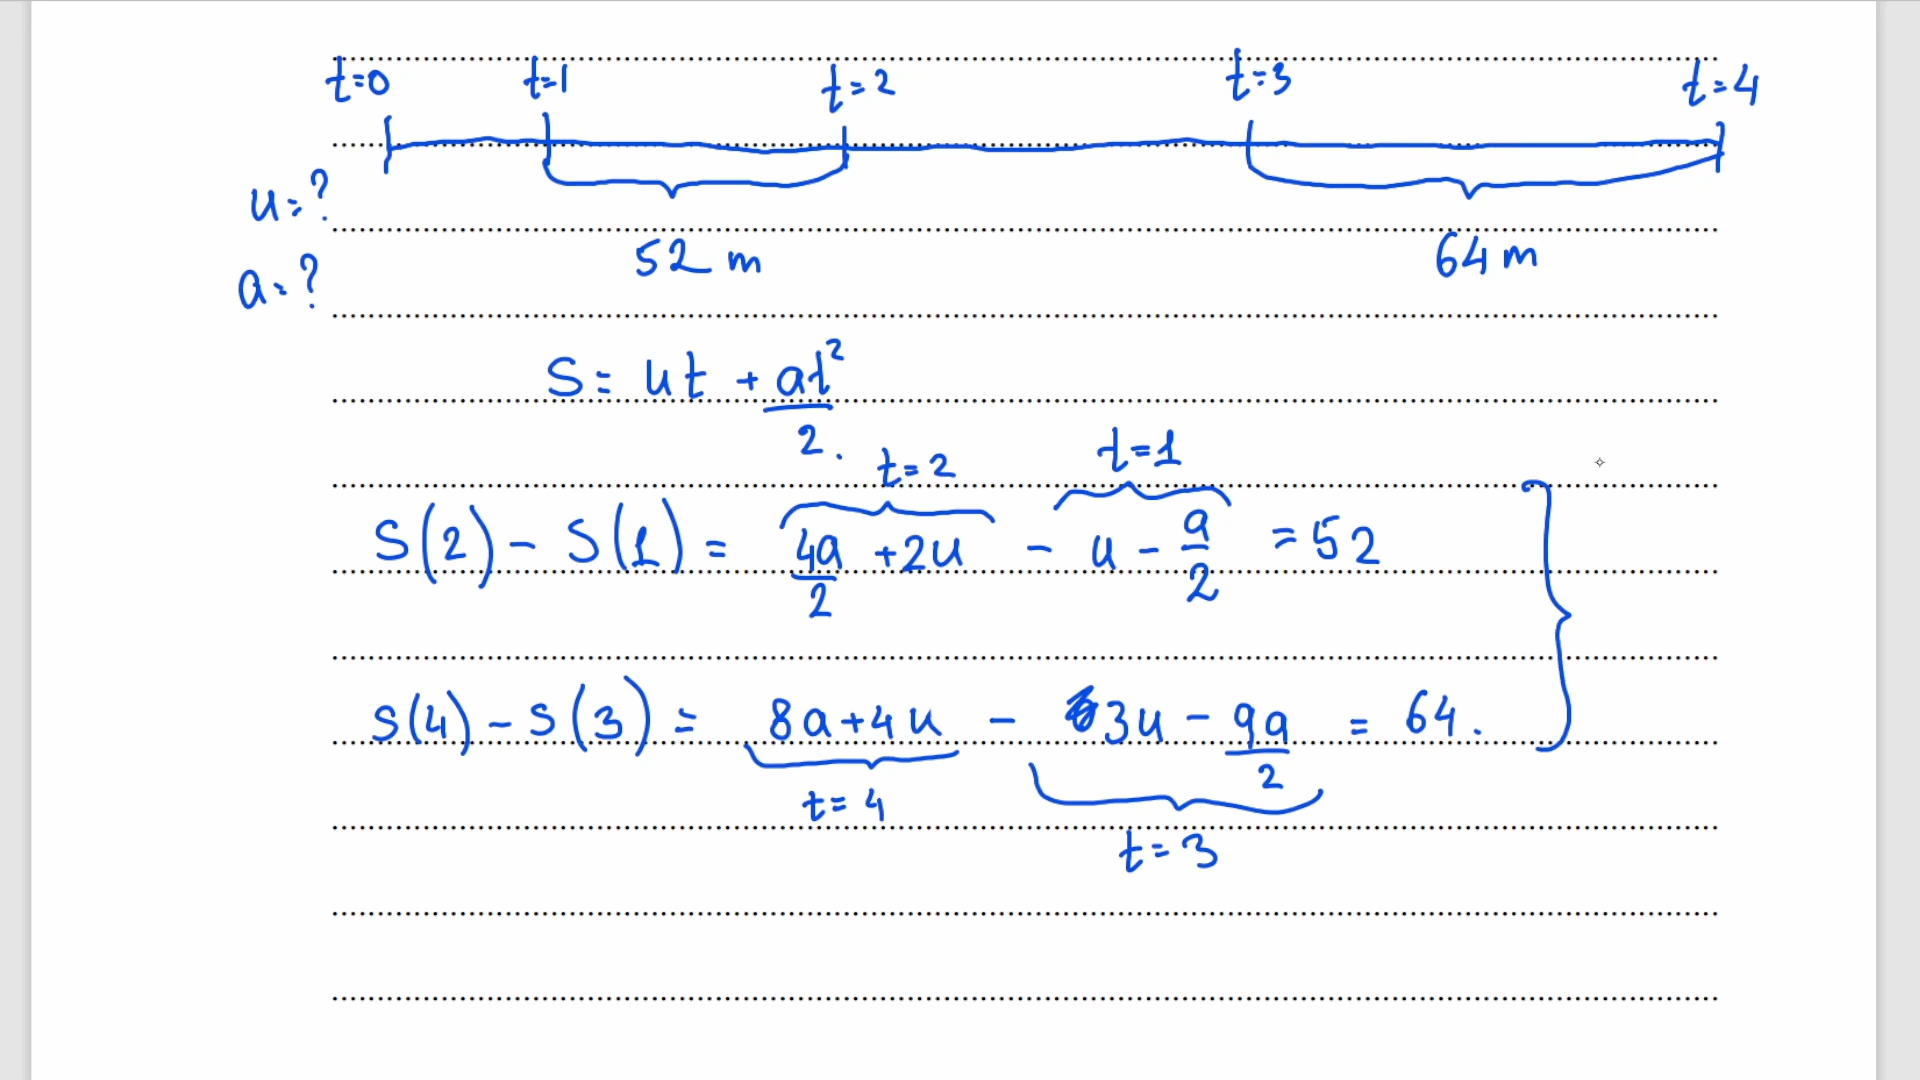 t=0 t=1 t=2 t=3 t=4
u=?
52 m 64 m
a=?
S = ut + at²/2.
t=2 t=1
S(2) - S(1) = 4a/2 + 2u - u - a/2 = 52
S(4) - S(3) = 8a + 4u - 3u - 9a/2 = 64.
t=4
t=3